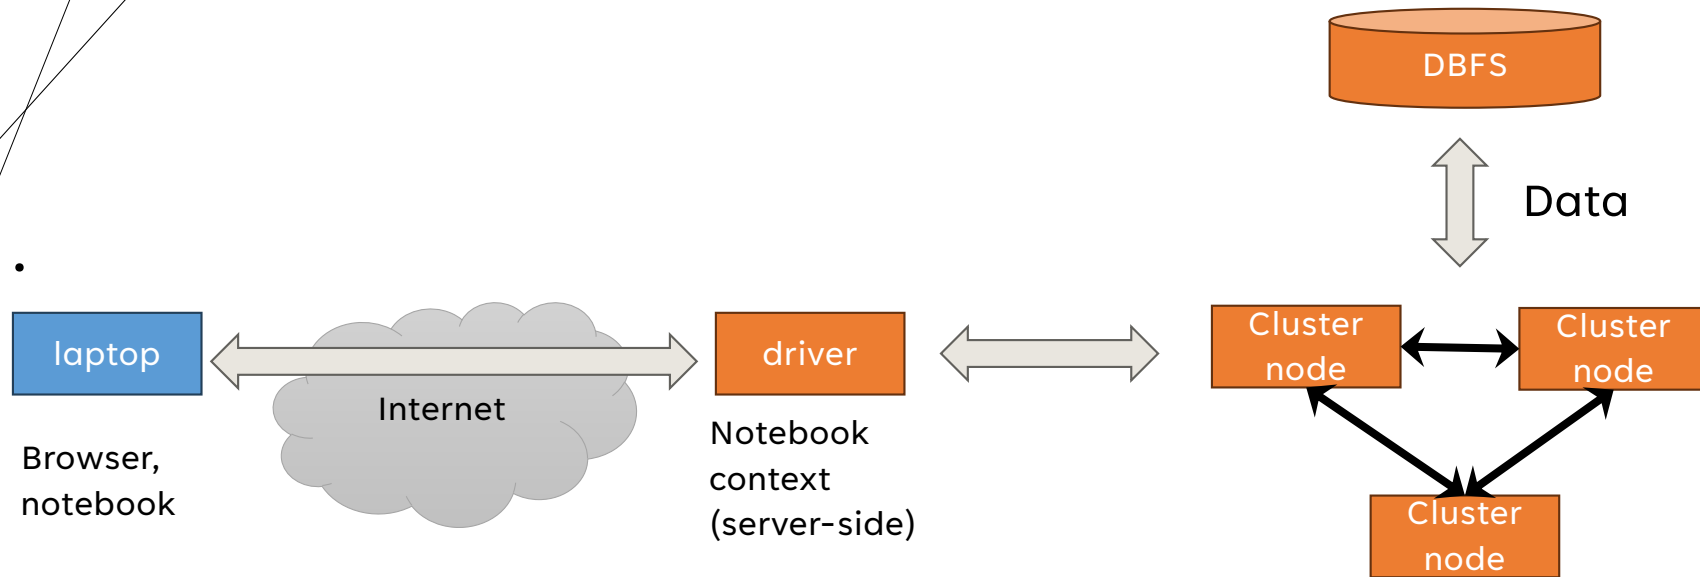 DBFS
Data
•
laptop
Internet
driver
Cluster
node
Cluster
node
Browser,
notebook
Notebook
context
(server-side)
Cluster
node